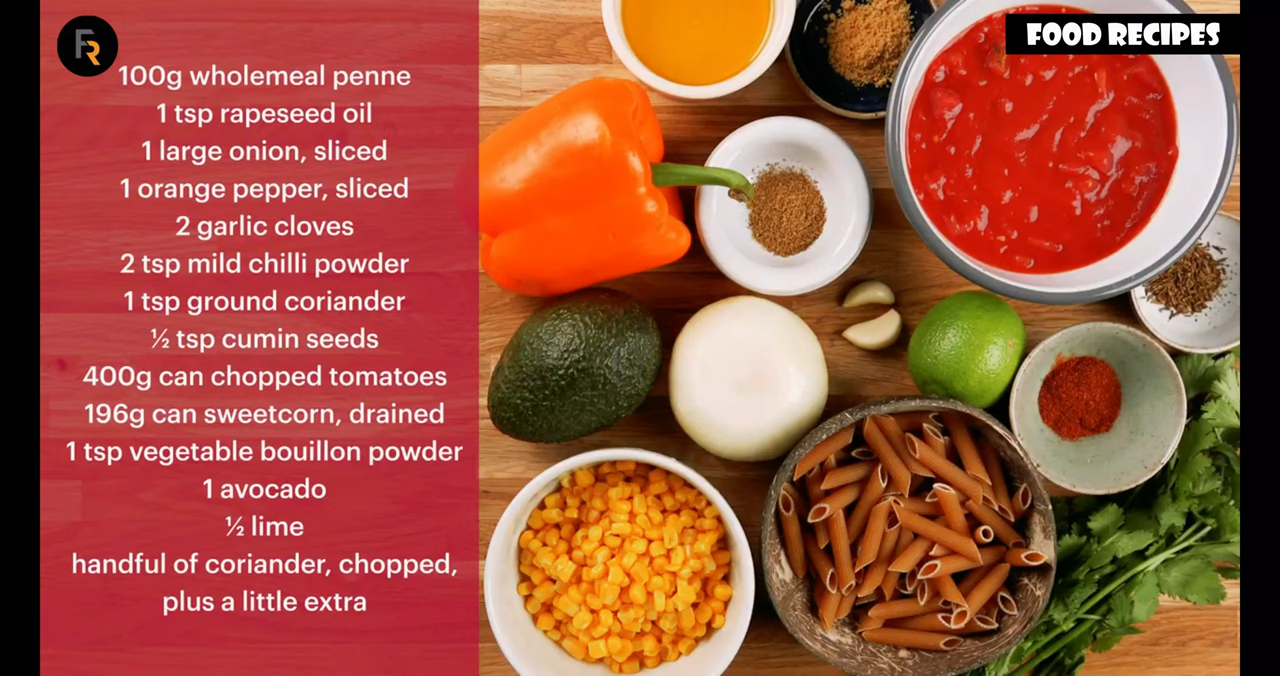 FR
FOOD RECIPES
100g wholemeal penne
1 tsp rapeseed oil
1 large onion, sliced
1 orange pepper, sliced
2 garlic cloves
2 tsp mild chilli powder
1 tsp ground coriander
½ tsp cumin seeds
400g can chopped tomatoes
196g can sweetcorn, drained
1 tsp vegetable bouillon powder
1 avocado
½ lime
handful of coriander, chopped,
plus a little extra